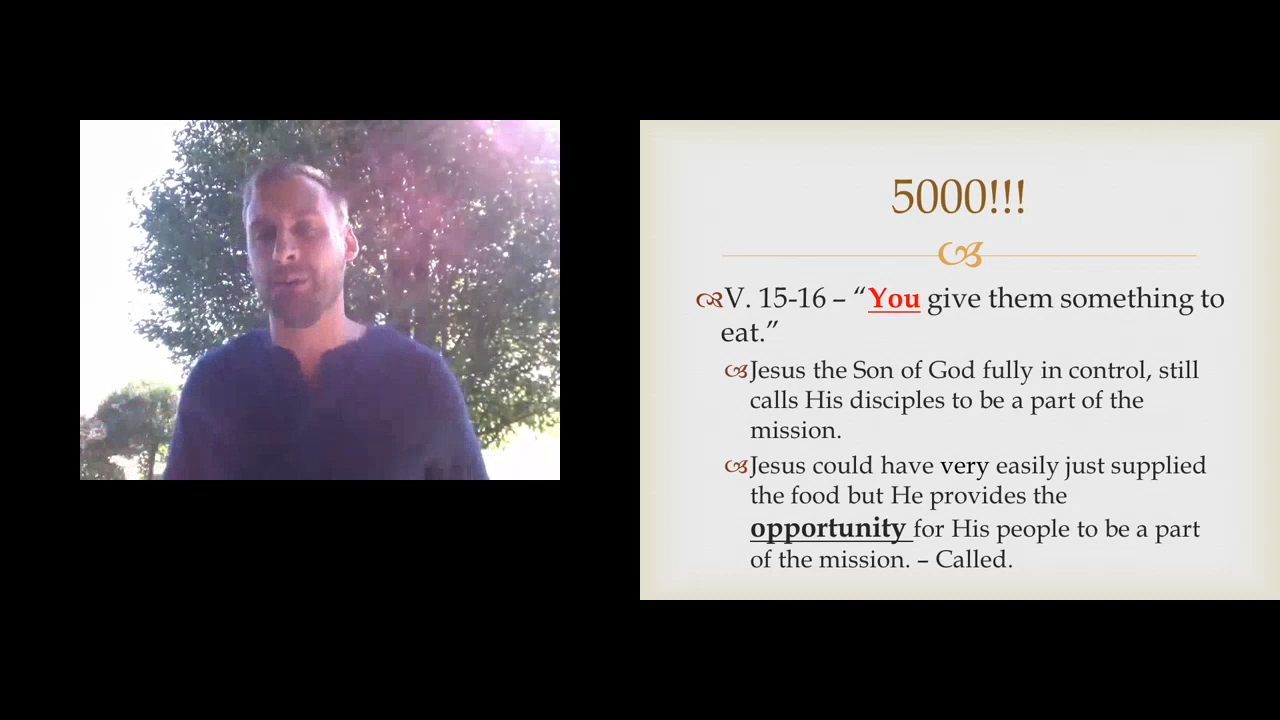 5000!!!
V. 15-16 – “You give them something to
eat.”
Jesus the Son of God fully in control, still
calls His disciples to be a part of the
mission.
Jesus could have very easily just supplied
the food but He provides the
opportunity for His people to be a part
of the mission. – Called.